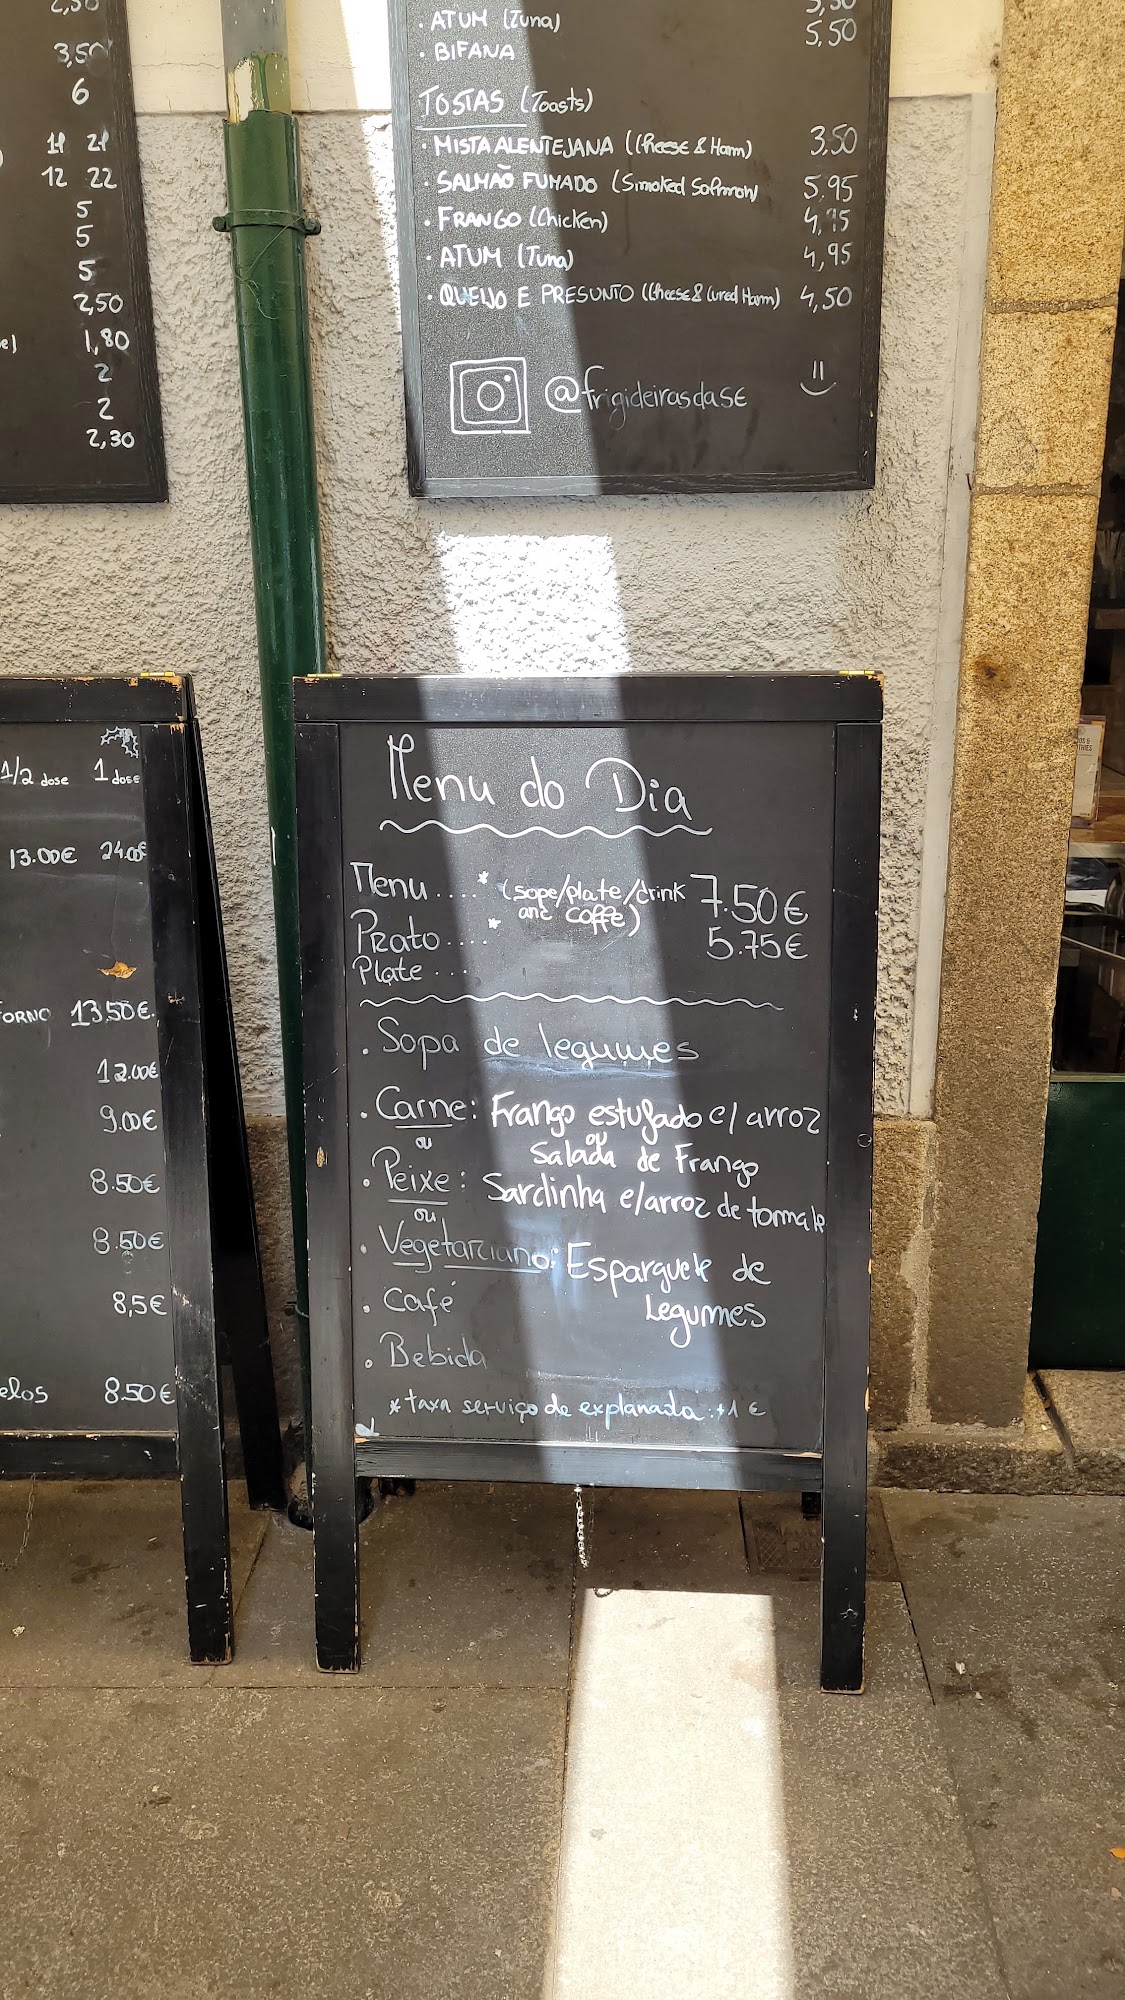 2,50
3,50
6
1l 2l
12 22
5
5
5
2,50
1,80
2
2
2,30
5,50
· ATUM (Tuna) 5,50
· BIFANA
TOSTAS (Toasts)
· MISTA ALENTEJANA (Cheese & Ham) 3,50
· SALMÃO FUMADO (Smoked Salmon) 5,95
· FRANGO (Chicken)
· ATUM (Tuna) 4,95
· QUEIJO E PRESUNTO (Cheese & Cured Ham) 4,50
@frigideirasdase
1/2 dose 1 dose
13.00€ 24.00€
FORNO 13,50€
12.00€
9.00€
8.50€
8.50€
8,5€
elos 8.50€
Menu do Dia
Menu ....* (sope/plate/drink 7.50€
and coffe)
Prato ....* 5.75€
Plate ...
· Sopa de legumes
· Carne: Frango estufado c/ arroz
ou ou
Salada de Frango
· Peixe: Sardinha c/arroz de tomate
ou
· Vegetariano: Esparguete de
Legumes
· Café
· Bebida
*taxa serviço de explanada: +1 €